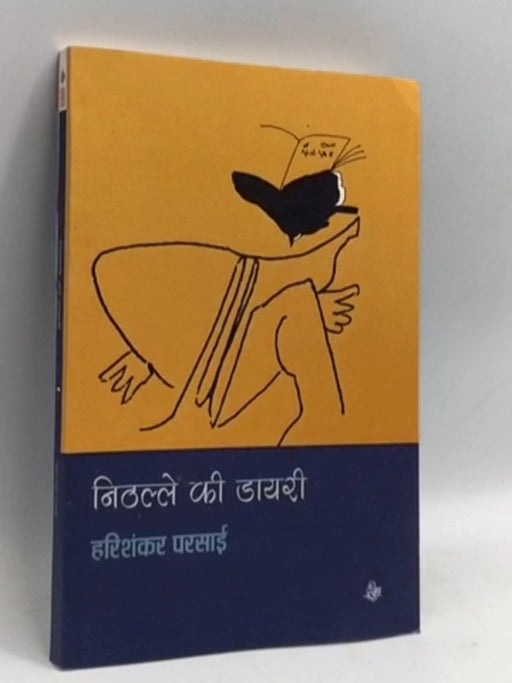 निठल्ले की डायरी
हरिशंकर परसाई